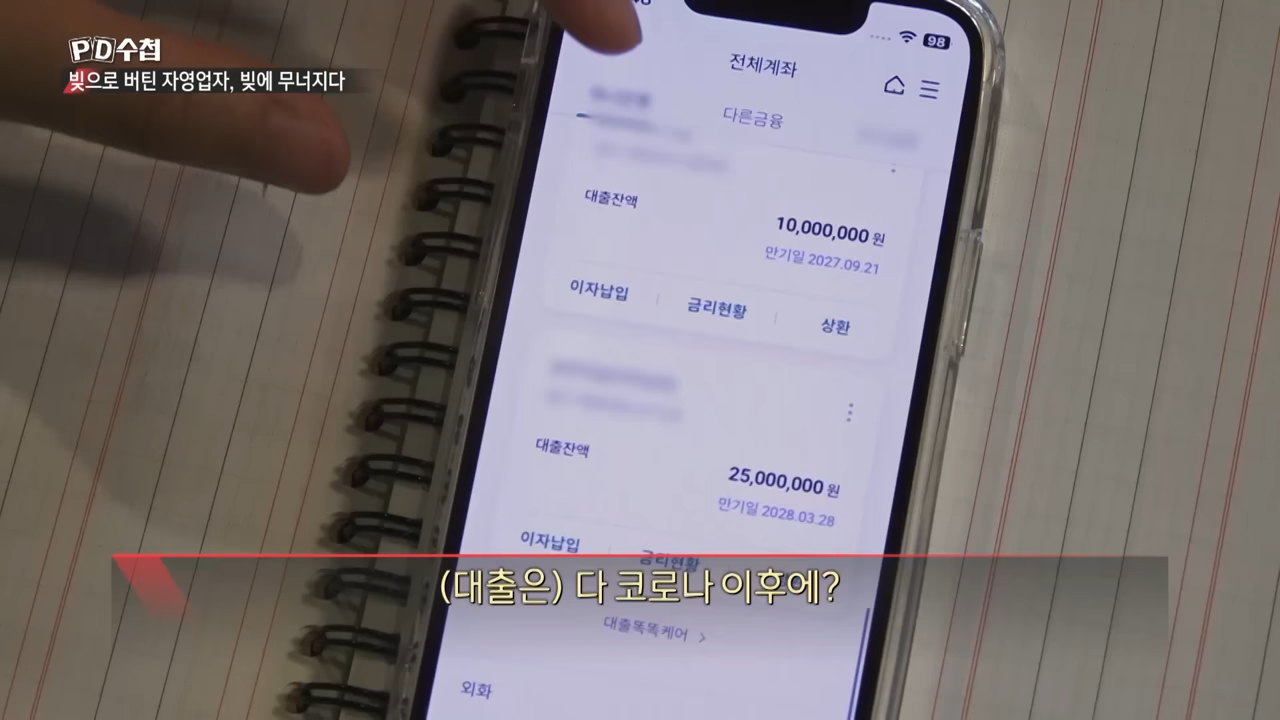 PD수첩
빚으로 버틴 자영업자, 빚에 무너지다
98
전체계좌
다른금융
대출잔액
10,000,000 원
만기일 2027.09.21
이자납입 금리현황 상환
대출잔액
25,000,000 원
만기일 2028.03.28
이자납입 금리현황
(대출은) 다 코로나 이후에?
대출똑똑케어 >
외화